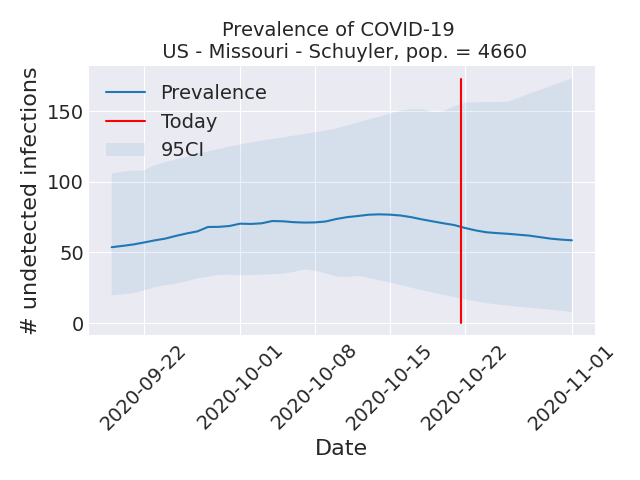 Prevalence of COVID-19
US - Missouri - Schuyler, pop. = 4660
# undetected infections
150
100
50
0
Prevalence
Today
95CI
2020-09-22
2020-10-01
2020-10-08
2020-10-15
2020-10-22
2020-11-01
Date